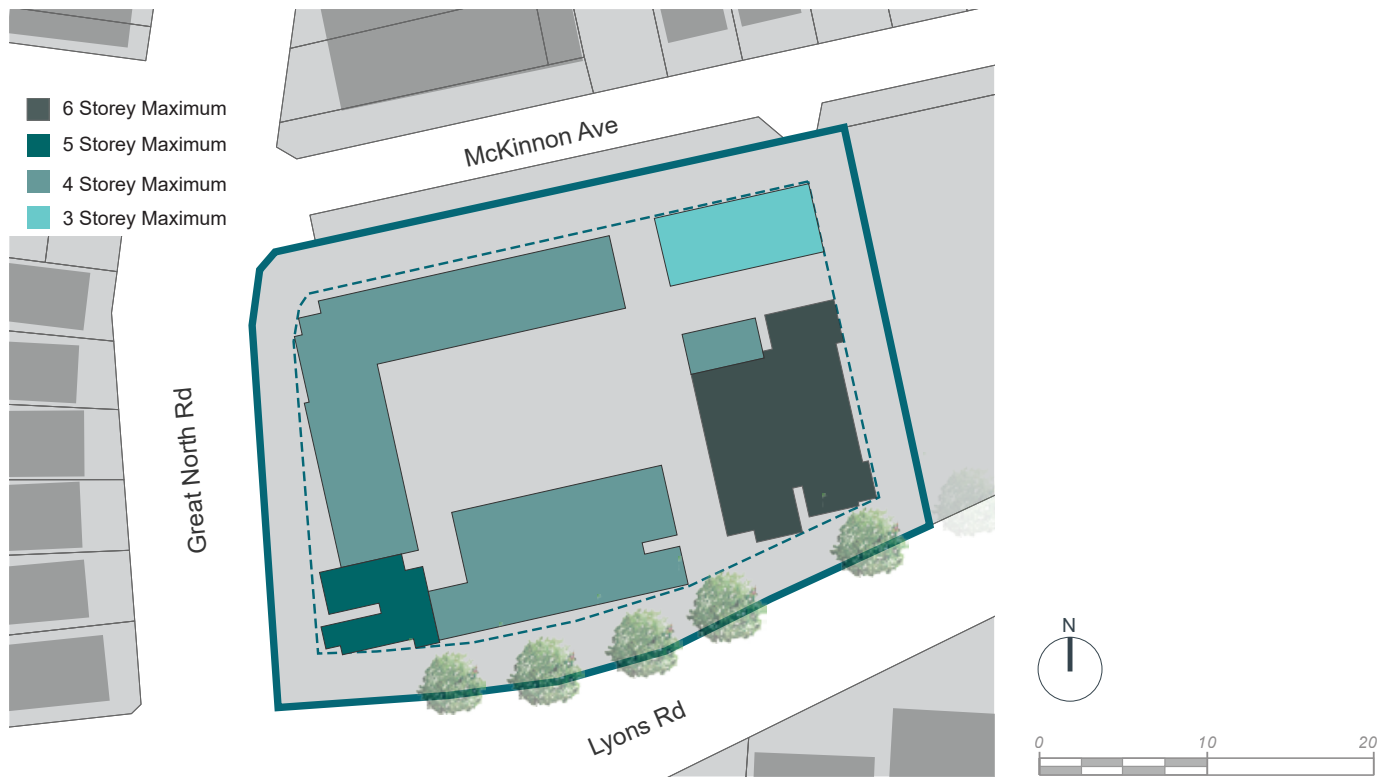 McKinnon Ave
6 Storey Maximum
5 Storey Maximum
4 Storey Maximum
3 Storey Maximum
Great North Rd
Lyons Rd
N
0 10 20